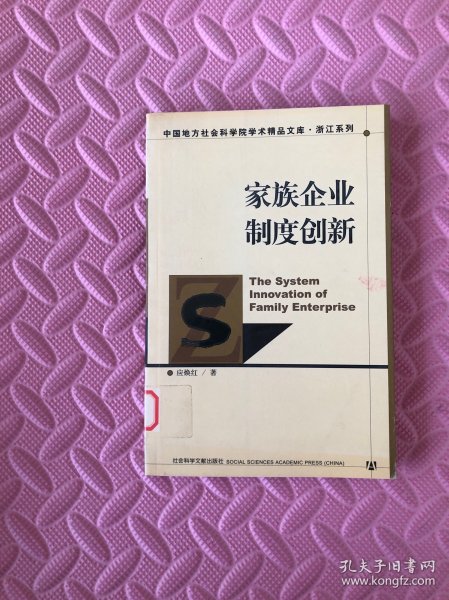 中国地方社会科学院学术精品文库·浙江系列
家族企业
制度创新
The System
Innovation of
Family Enterprise
S
应焕红／著
社会科学文献出版社 SOCIAL SCIENCES ACADEMIC PRESS (CHINA)
孔夫子旧书网
www.kongfz.com